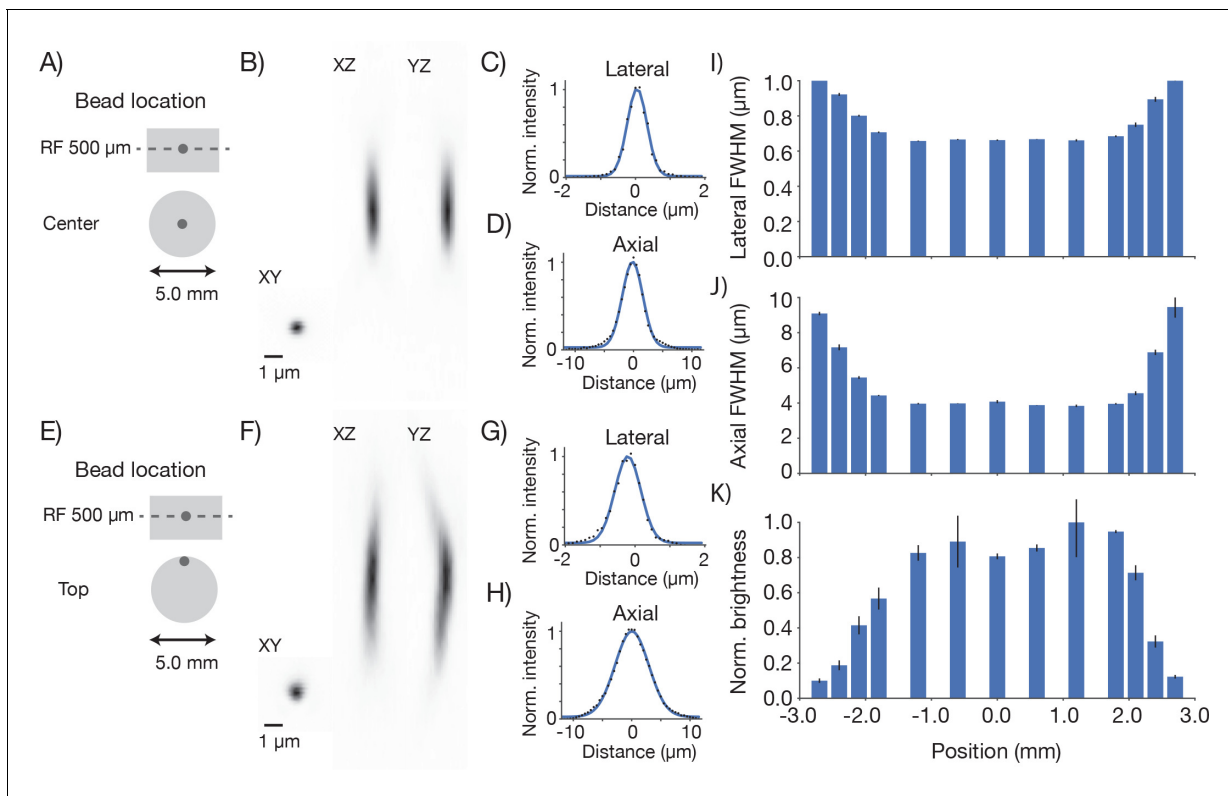 A)
Bead location
RF 500 µm
Center
5.0 mm
B)
XZ
YZ
XY
1 µm
C)
Lateral
Norm. intensity
1
0
-2
0
2
Distance (µm)
D)
Axial
Norm. intensity
1
0
-10
0
10
Distance (µm)
E)
Bead location
RF 500 µm
Top
5.0 mm
F)
XZ
YZ
XY
1 µm
G)
Lateral
Norm. intensity
1
0
-2
0
2
Distance (µm)
H)
Axial
Norm. intensity
1
0
-10
0
10
Distance (µm)
I)
Lateral FWHM (µm)
1.0
0.8
0.6
0.4
0.2
0.0
J)
Axial FWHM (µm)
10
8
6
4
2
0
K)
Norm. brightness
1.0
0.8
0.6
0.4
0.2
0.0
-3.0
-2.0
-1.0
0.0
1.0
2.0
3.0
Position (mm)